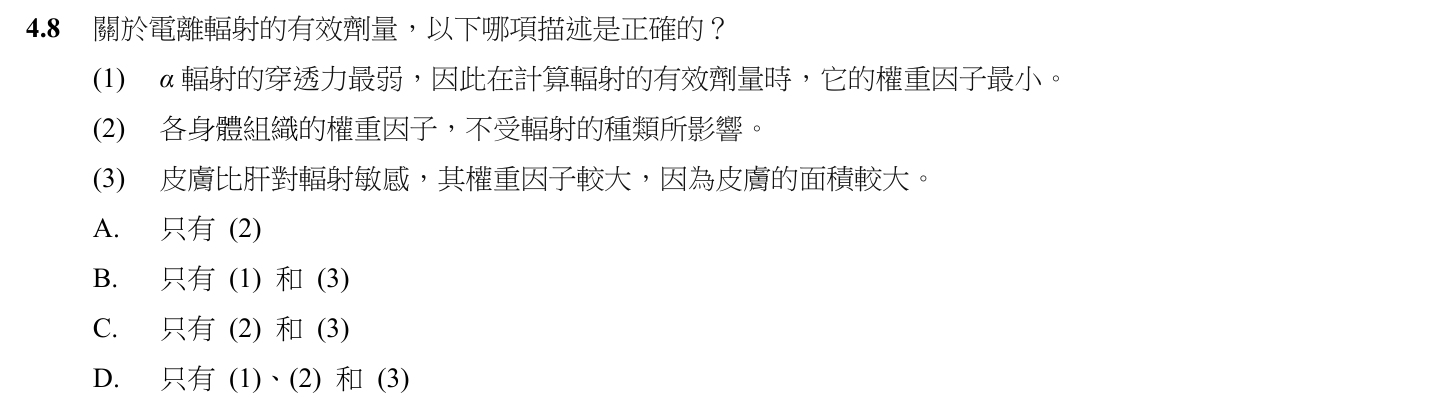 4.8 關於電離輻射的有效劑量，以下哪項描述是正確的？
(1) α 輻射的穿透力最弱，因此在計算輻射的有效劑量時，它的權重因子最小。
(2) 各身體組織的權重因子，不受輻射的種類所影響。
(3) 皮膚比肝對輻射敏感，其權重因子較大，因為皮膚的面積較大。
A. 只有 (2)
B. 只有 (1) 和 (3)
C. 只有 (2) 和 (3)
D. 只有 (1)、(2) 和 (3)